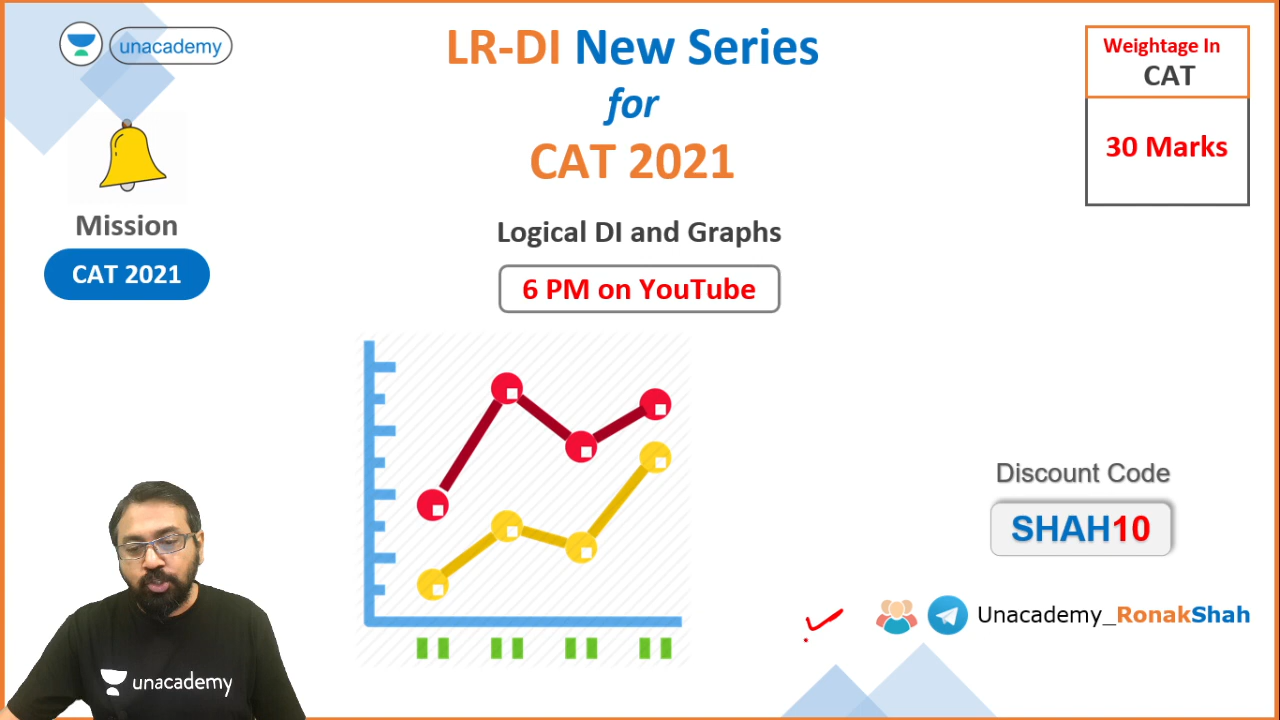 unacademy
LR-DI New Series
for
CAT 2021
Weightage In
CAT
30 Marks
Mission
CAT 2021
Logical DI and Graphs
6 PM on YouTube
Discount Code
SHAH10
Unacademy_RonakShah
unacademy